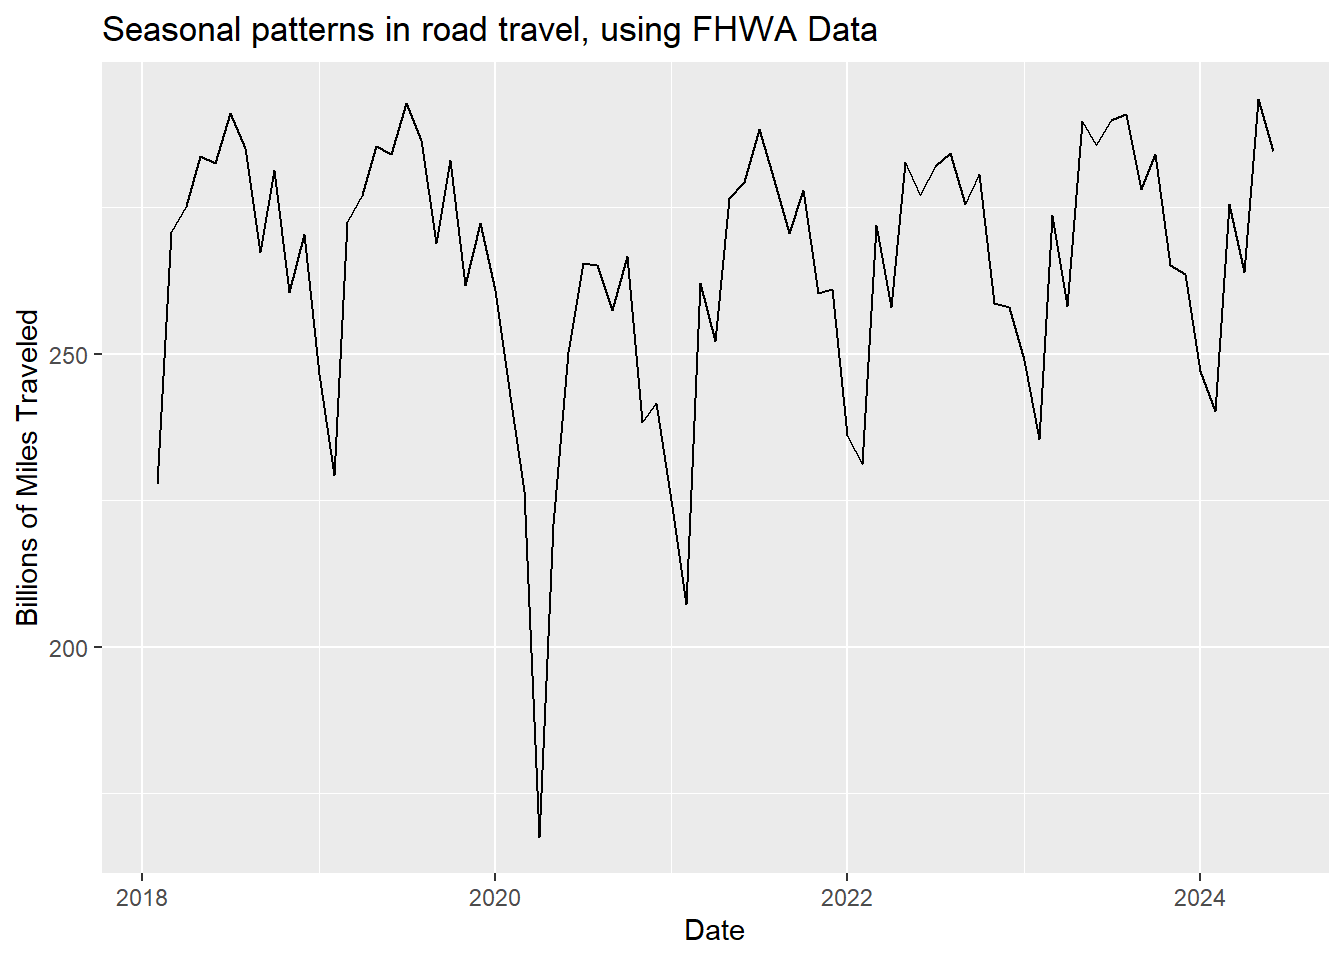 Seasonal patterns in road travel, using FHWA Data
Billions of Miles Traveled
250
200
2018
2020
2022
2024
Date